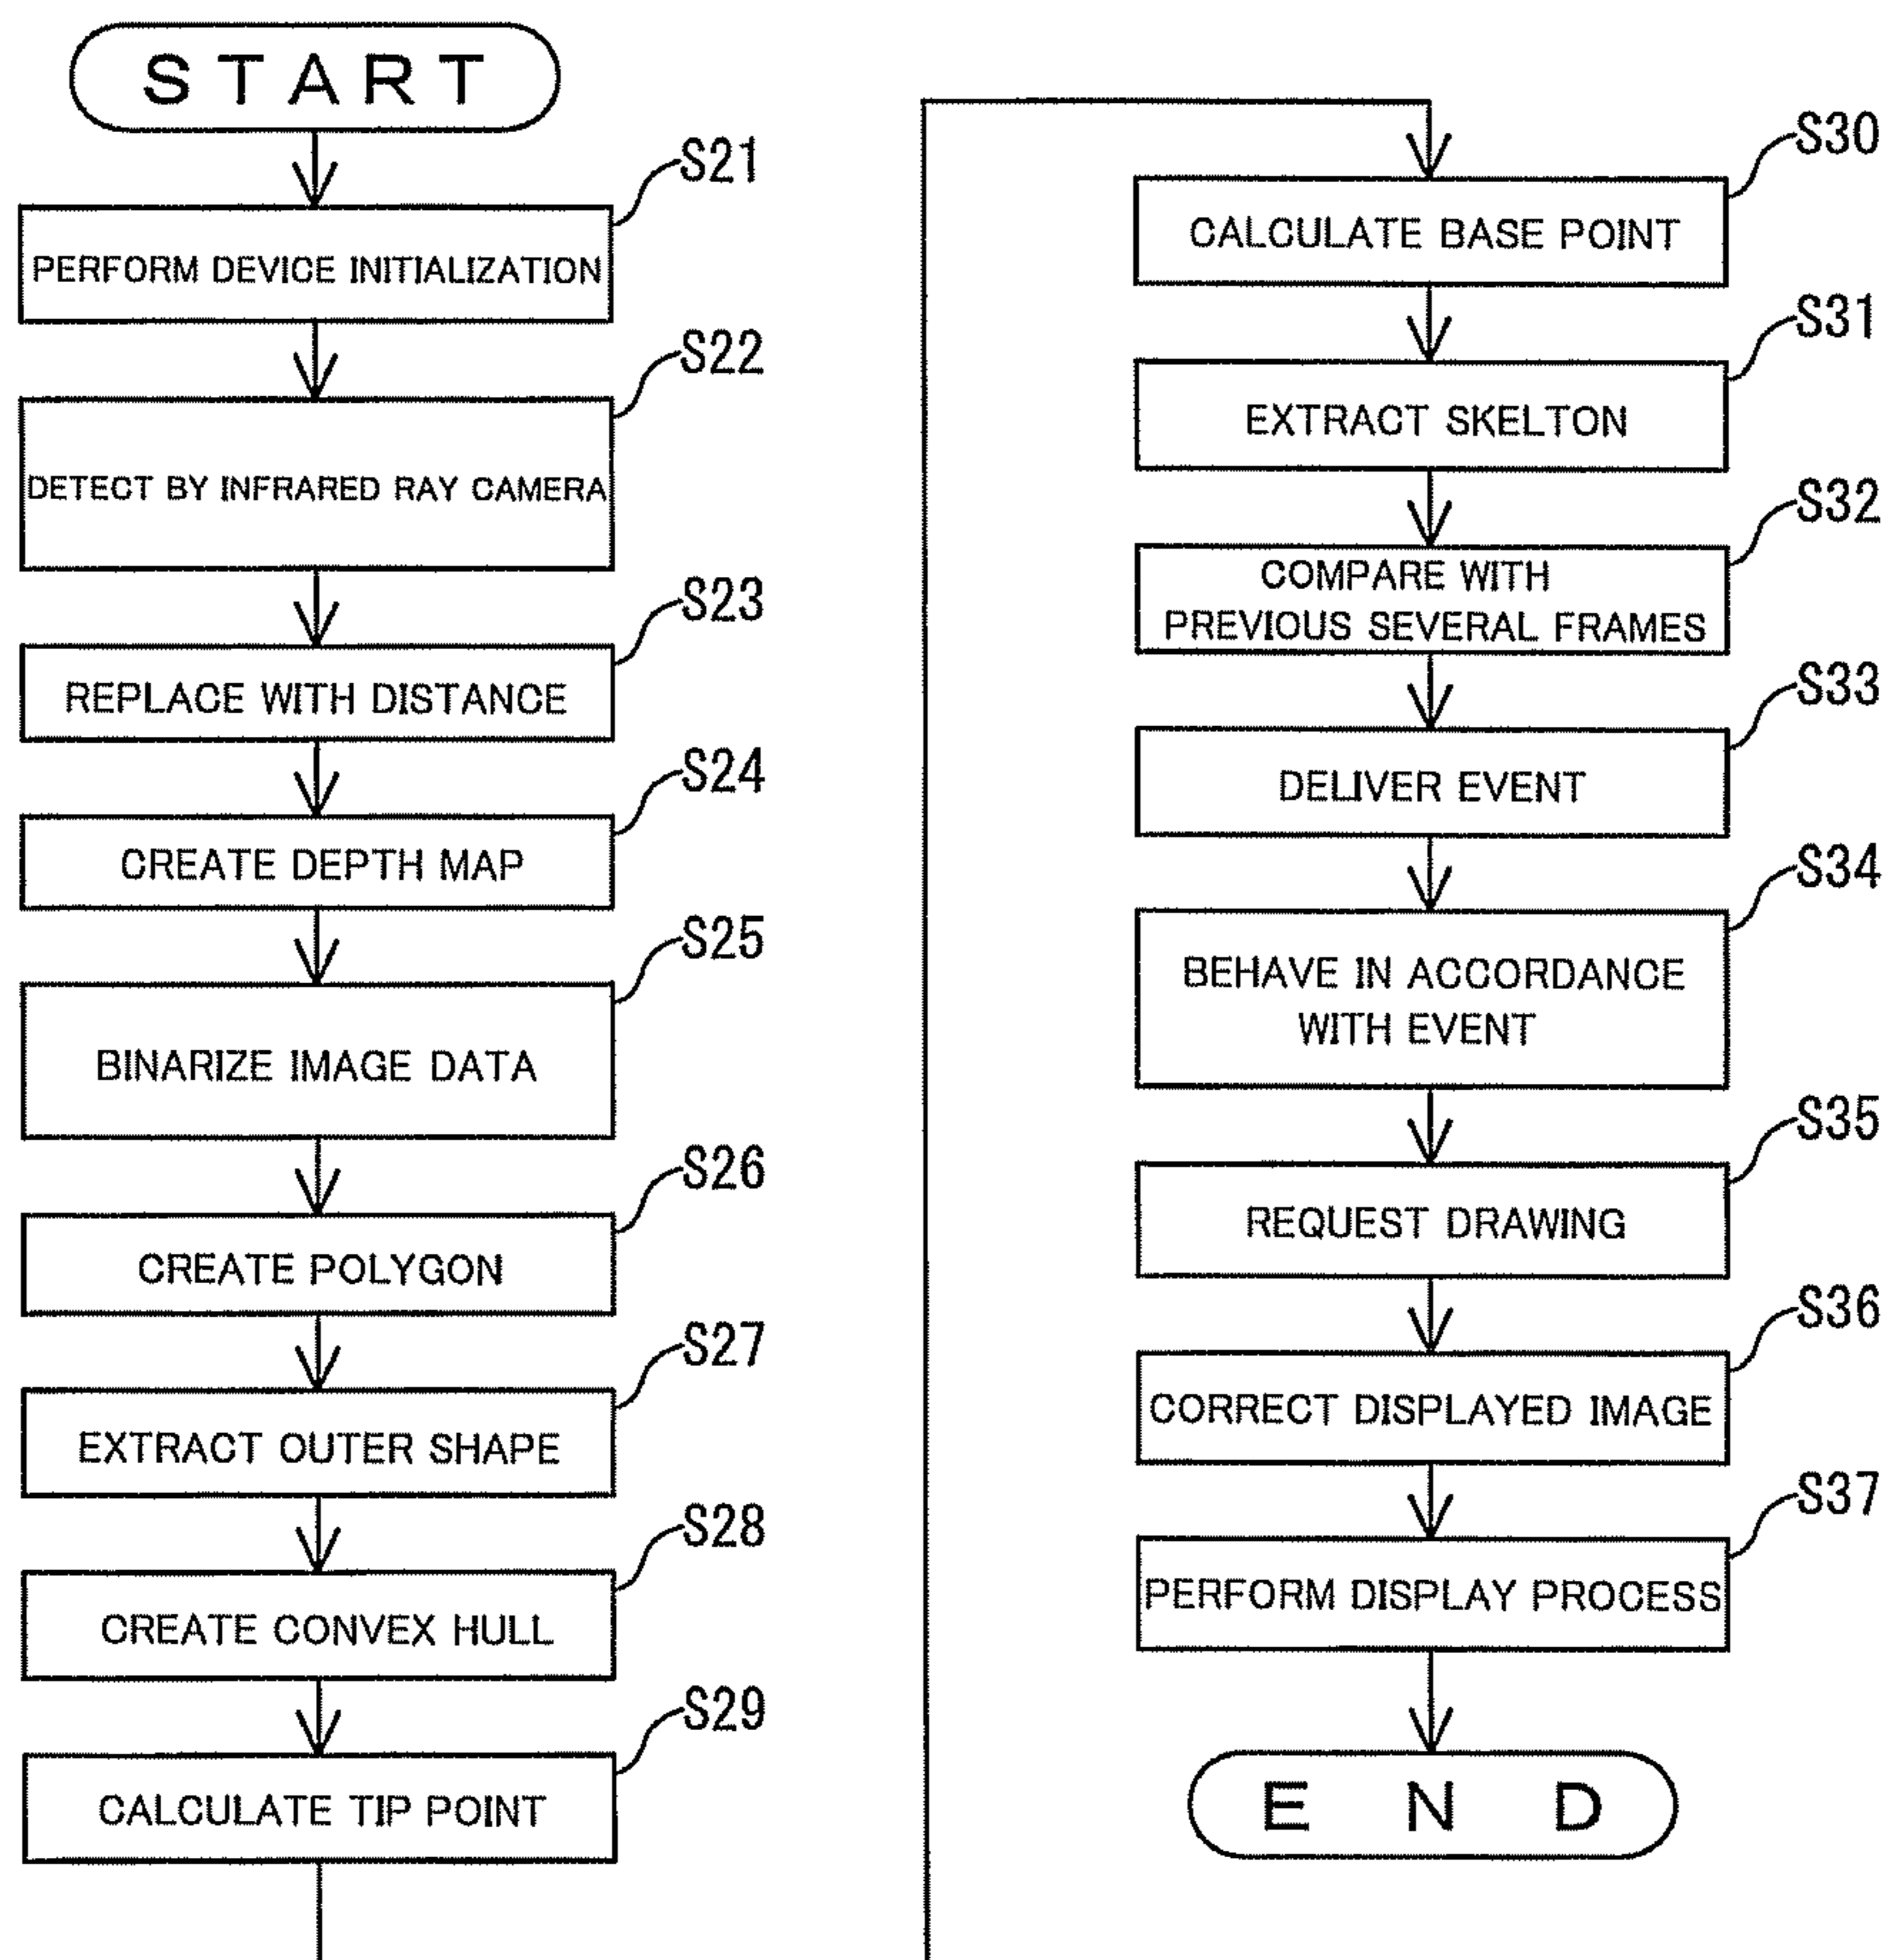 START
S21
PERFORM DEVICE INITIALIZATION
S22
DETECT BY INFRARED RAY CAMERA
S23
REPLACE WITH DISTANCE
S24
CREATE DEPTH MAP
S25
BINARIZE IMAGE DATA
S26
CREATE POLYGON
S27
EXTRACT OUTER SHAPE
S28
CREATE CONVEX HULL
S29
CALCULATE TIP POINT
S30
CALCULATE BASE POINT
S31
EXTRACT SKELTON
S32
COMPARE WITH
PREVIOUS SEVERAL FRAMES
S33
DELIVER EVENT
S34
BEHAVE IN ACCORDANCE
WITH EVENT
S35
REQUEST DRAWING
S36
CORRECT DISPLAYED IMAGE
S37
PERFORM DISPLAY PROCESS
END